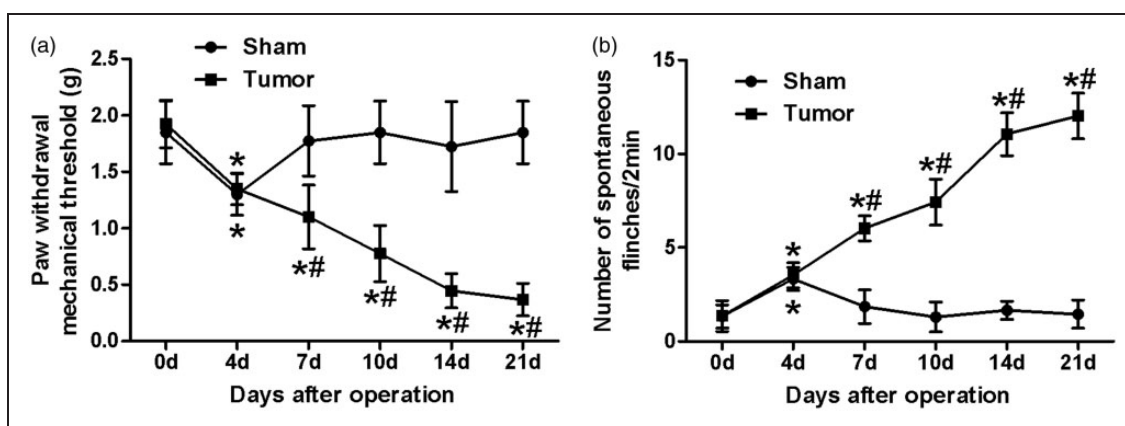 (a)
Sham
Tumor
Paw withdrawal
mechanical threshold (g)
2.5
2.0
1.5
1.0
0.5
0.0
*
*
*#
*#
*#
*#
0d 4d 7d 10d 14d 21d
Days after operation
(b)
Sham
Tumor
Number of spontaneous
flinches/2min
15
10
5
0
*
*
*#
*#
*#
*#
0d 4d 7d 10d 14d 21d
Days after operation